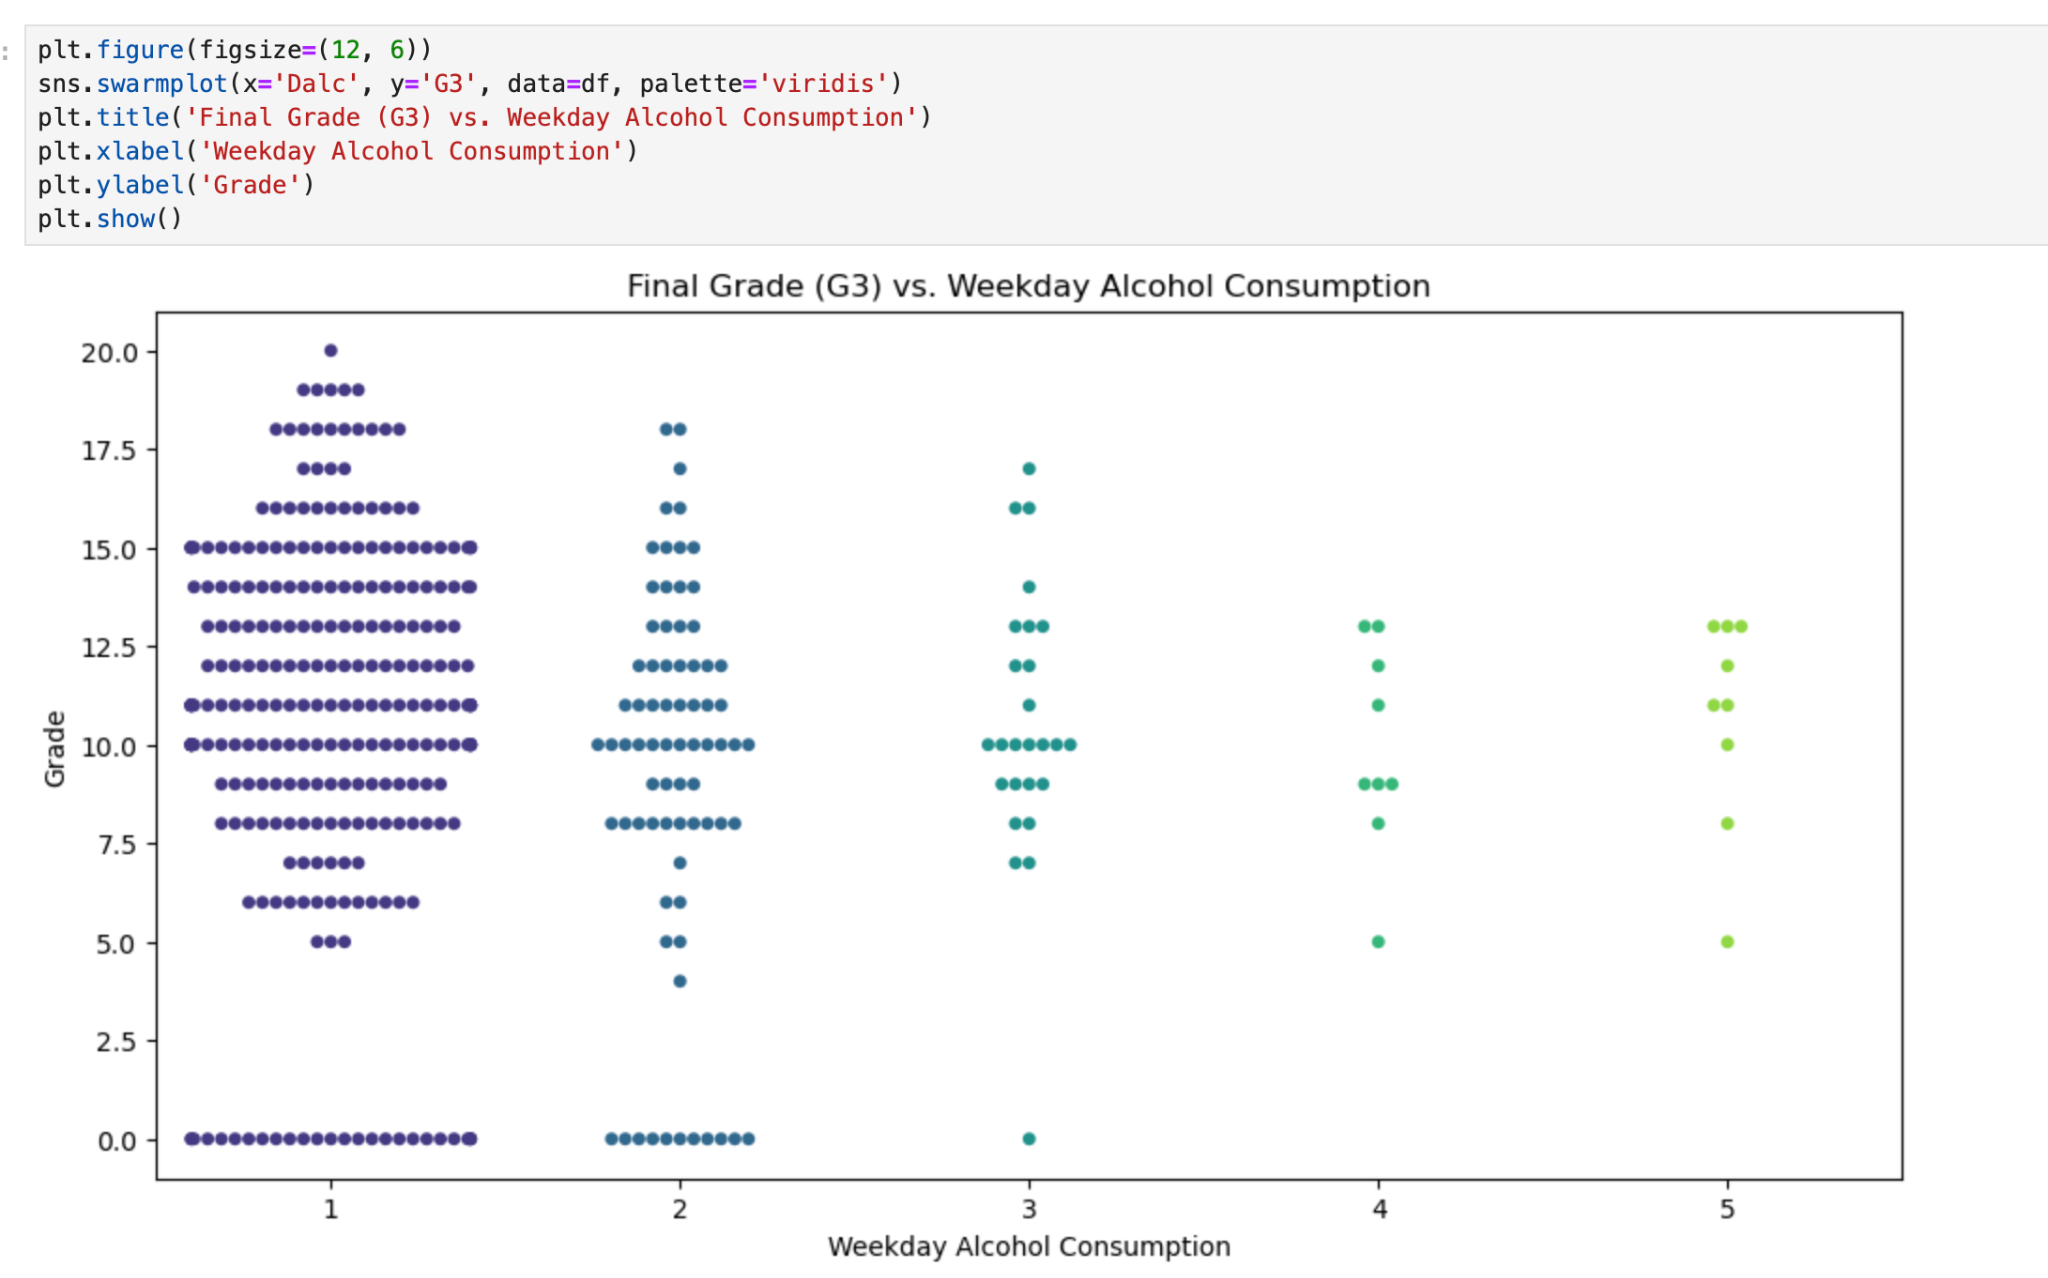 :
plt.figure(figsize=(12, 6))
sns.swarmplot(x='Dalc', y='G3', data=df, palette='viridis')
plt.title('Final Grade (G3) vs. Weekday Alcohol Consumption')
plt.xlabel('Weekday Alcohol Consumption')
plt.ylabel('Grade')
plt.show()
Final Grade (G3) vs. Weekday Alcohol Consumption
20.0
17.5
15.0
12.5
10.0
7.5
5.0
2.5
0.0
Grade
1 2 3 4 5
Weekday Alcohol Consumption